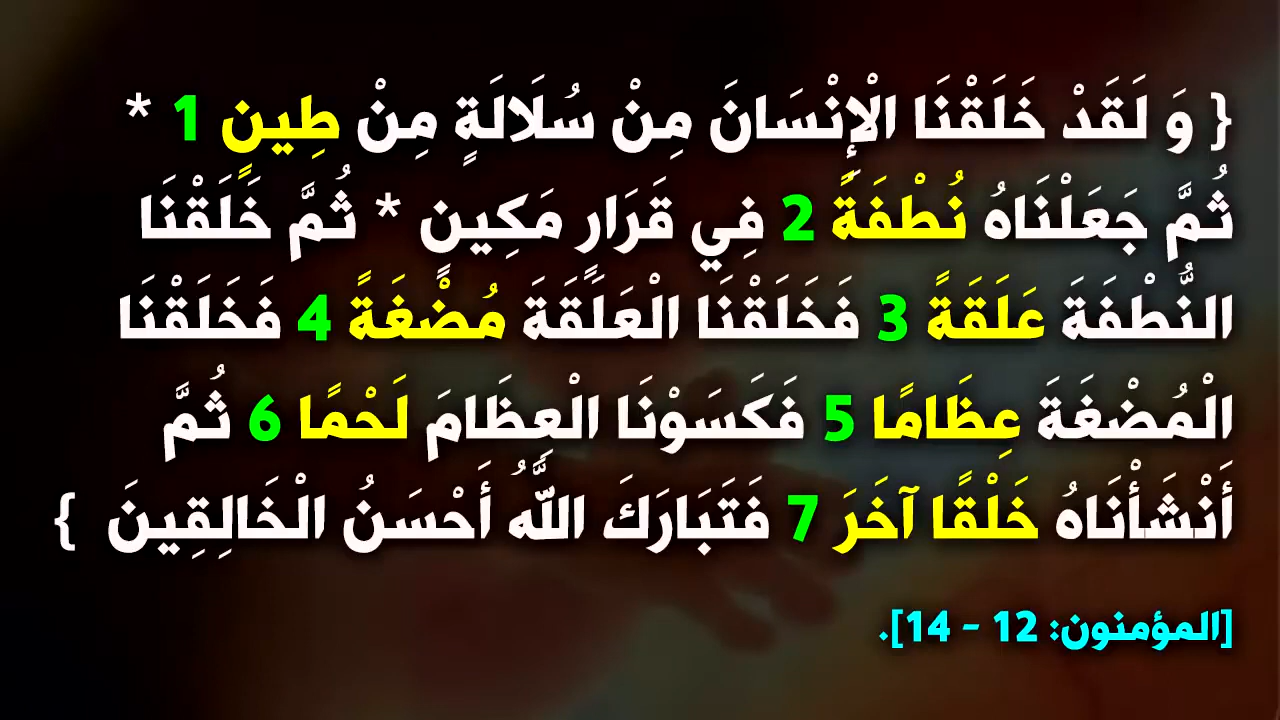 { وَ لَقَدْ خَلَقْنَا الْإِنْسَانَ مِنْ سُلَالَةٍ مِنْ طِينٍ 1 *
ثُمَّ جَعَلْنَاهُ نُطْفَةً 2 فِي قَرَارٍ مَكِينٍ * ثُمَّ خَلَقْنَا
النُّطْفَةَ عَلَقَةً 3 فَخَلَقْنَا الْعَلَقَةَ مُضْغَةً 4 فَخَلَقْنَا
الْمُضْغَةَ عِظَامًا 5 فَكَسَوْنَا الْعِظَامَ لَحْمًا 6 ثُمَّ
أَنْشَأْنَاهُ خَلْقًا آخَرَ 7 فَتَبَارَكَ اللَّهُ أَحْسَنُ الْخَالِقِينَ }
[المؤمنون: 12 - 14].